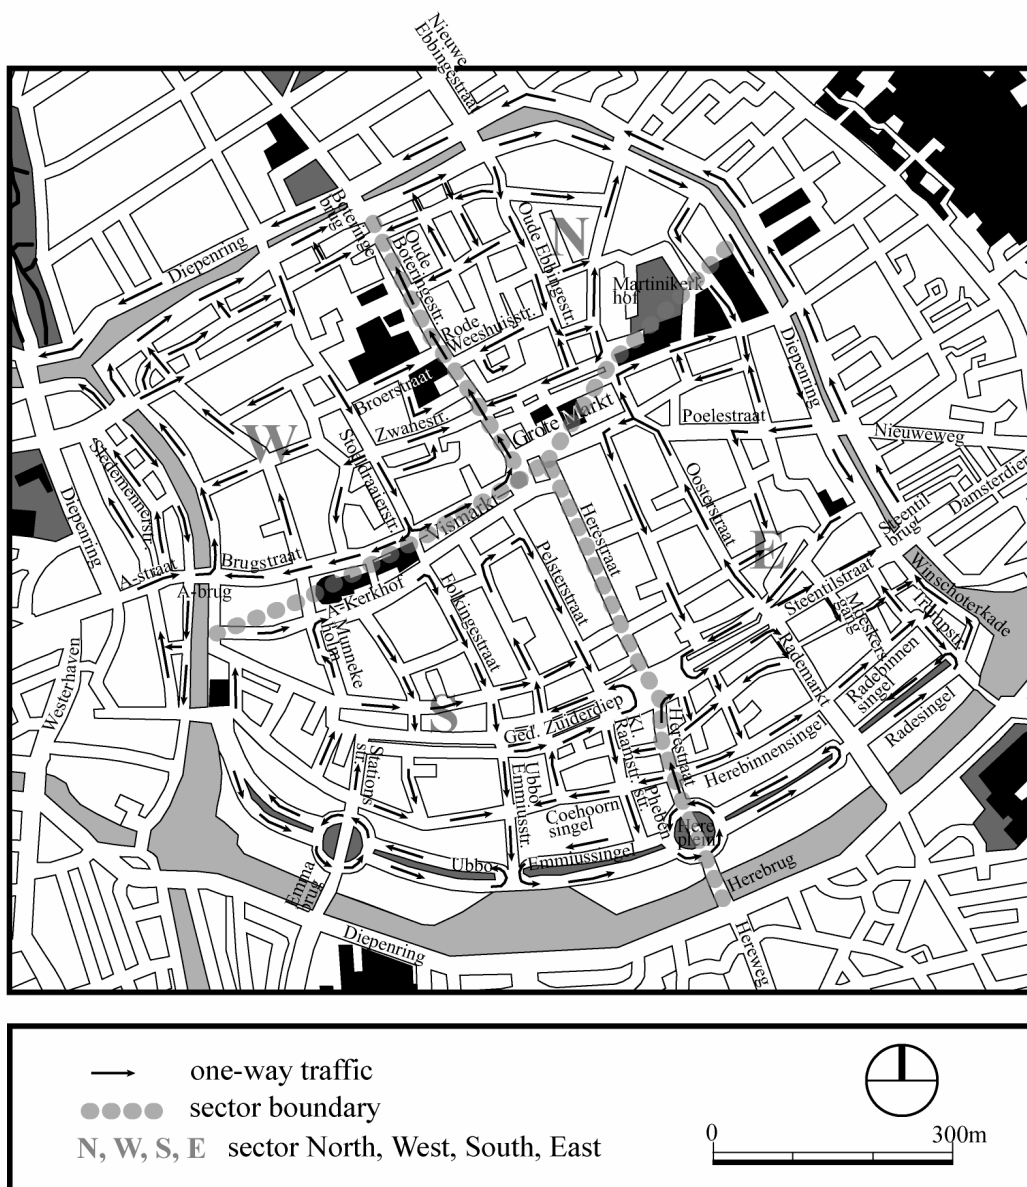 Nieuwe
Ebbingestraat
Boteringe
brug
Diepenring
Oude
Boteringestr.
Oude Ebbingestr.
N
Martinikerk
hof
Rode
Weeshuisstr.
Diepenring
Broerstraat
Zwanestr.
Grote Markt
Poelestraat
Nieuweweg
W
Stoeldraaierstr.
Vismarkt
Herestraat
Oosterstraat
Damsterdiep
Steentil
brug
Diepenring
A-straat
A-brug
Brugstraat
A-Kerkhof
Folkingestraat
Pelsterstraat
E
Steentilstraat
Winschoterkade
Mueskers
gang
Trompstr.
Munneke
Holm
Rademarkt
Radebinnen
singel
Radesingel
Westerhaven
S
Ged. Zuiderdiep
Kl.
Raamstr.
Herestraat
Herebinnensingel
Stations
str.
Ubbo
Emmiusstr.
Coehoorn
singel
Pheben
str.
Here
plein
Ubbo
Emmiussingel
Emma
brug
Herebrug
Diepenring
Hereweg
one-way traffic
sector boundary
N, W, S, E sector North, West, South, East
0 300m